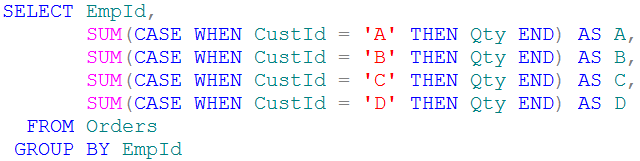 SELECT EmpId,
SUM(CASE WHEN CustId = 'A' THEN Qty END) AS A,
SUM(CASE WHEN CustId = 'B' THEN Qty END) AS B,
SUM(CASE WHEN CustId = 'C' THEN Qty END) AS C,
SUM(CASE WHEN CustId = 'D' THEN Qty END) AS D
FROM Orders
GROUP BY EmpId